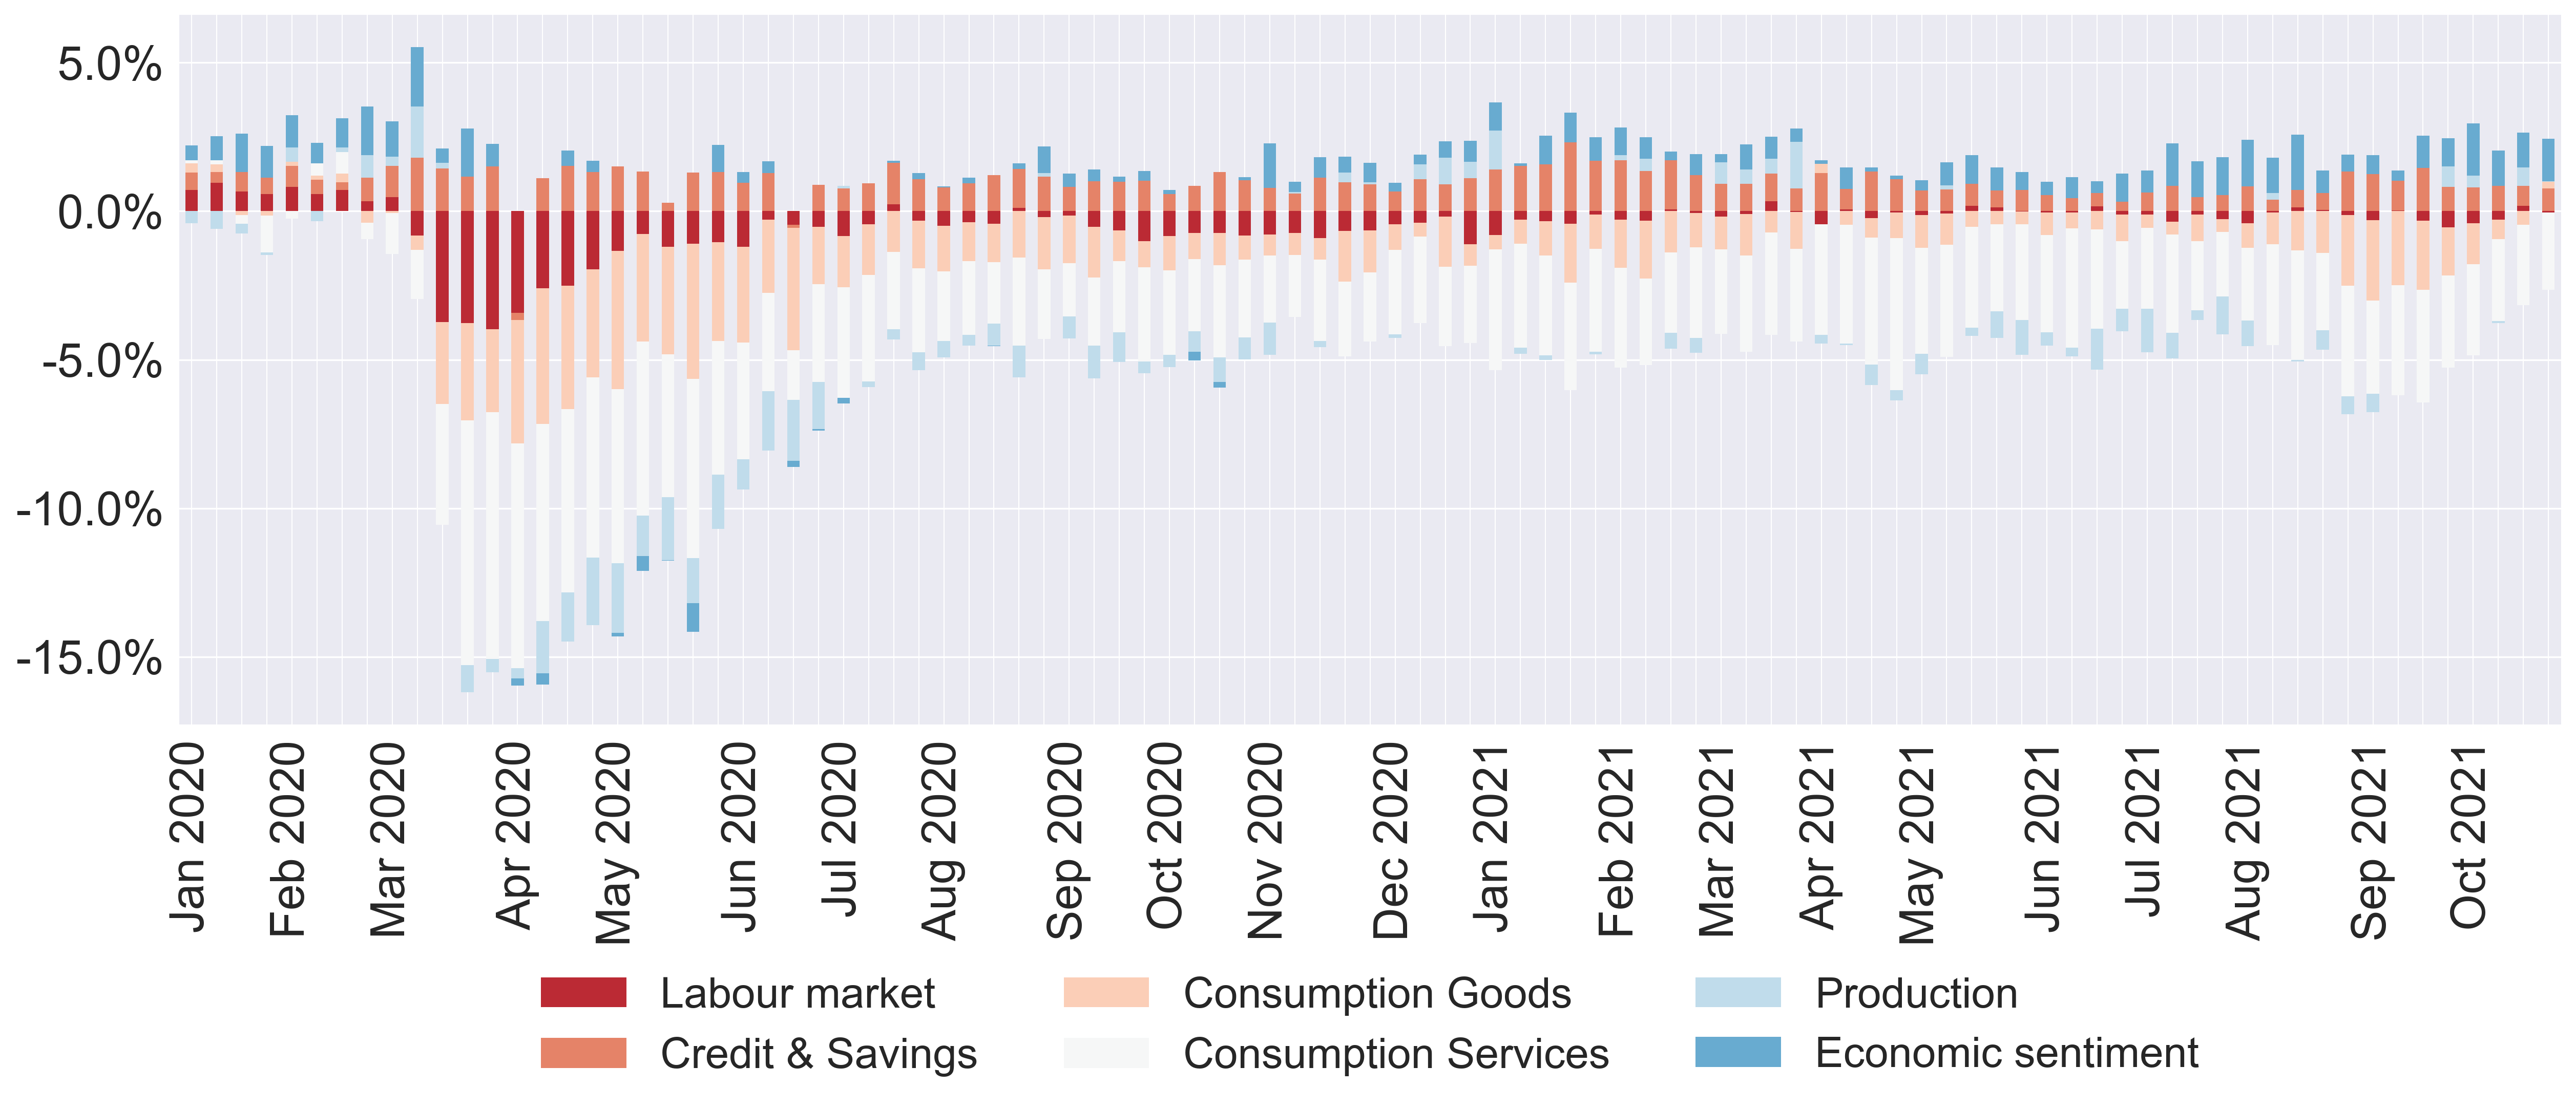 5.0%
0.0%
-5.0%
-10.0%
-15.0%
Jan 2020
Feb 2020
Mar 2020
Apr 2020
May 2020
Jun 2020
Jul 2020
Aug 2020
Sep 2020
Oct 2020
Nov 2020
Dec 2020
Jan 2021
Feb 2021
Mar 2021
Apr 2021
May 2021
Jun 2021
Jul 2021
Aug 2021
Sep 2021
Oct 2021
Labour market
Consumption Goods
Production
Credit & Savings
Consumption Services
Economic sentiment